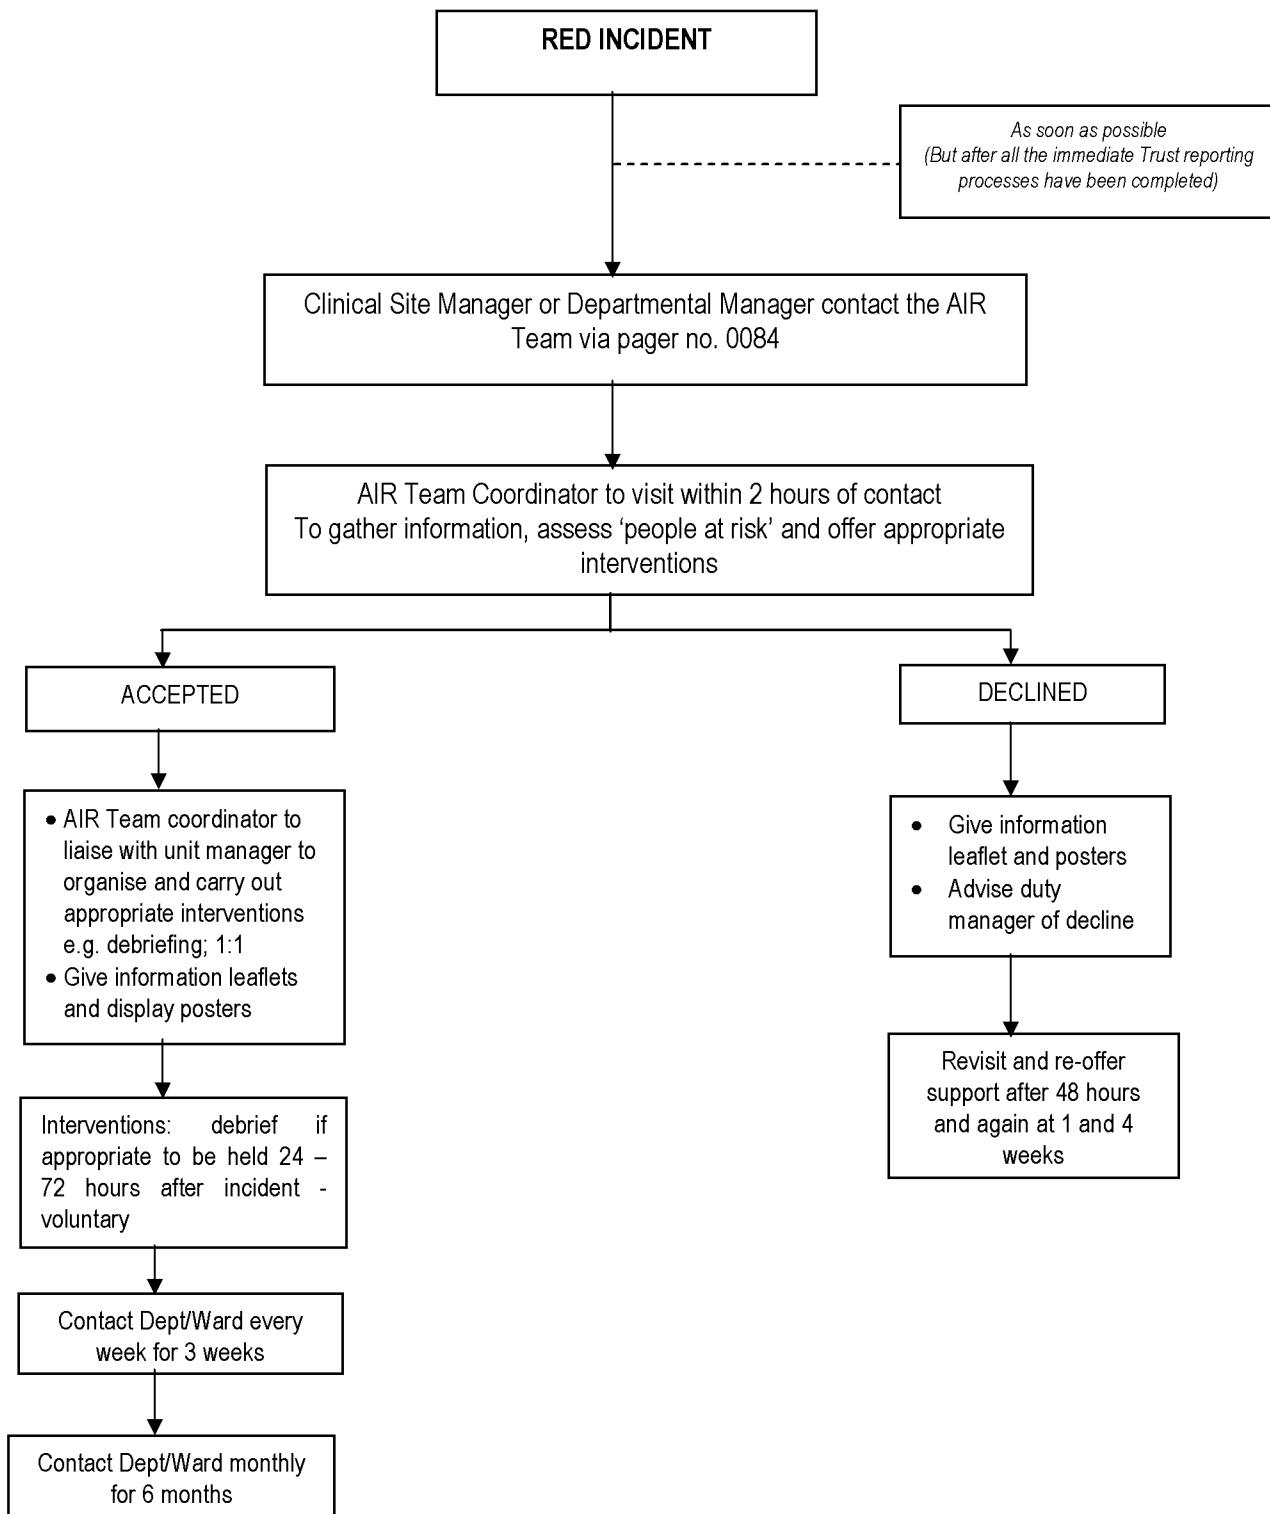 RED INCIDENT
As soon as possible
(But after all the immediate Trust reporting
processes have been completed)
Clinical Site Manager or Departmental Manager contact the AIR
Team via pager no. 0084
AIR Team Coordinator to visit within 2 hours of contact
To gather information, assess ‘people at risk’ and offer appropriate
interventions
ACCEPTED
• AIR Team coordinator to
liaise with unit manager to
organise and carry out
appropriate interventions
e.g. debriefing; 1:1
• Give information leaflets
and display posters
Interventions: debrief if
appropriate to be held 24 –
72 hours after incident -
voluntary
Contact Dept/Ward every
week for 3 weeks
Contact Dept/Ward monthly
for 6 months
DECLINED
• Give information
leaflet and posters
• Advise duty
manager of decline
Revisit and re-offer
support after 48 hours
and again at 1 and 4
weeks